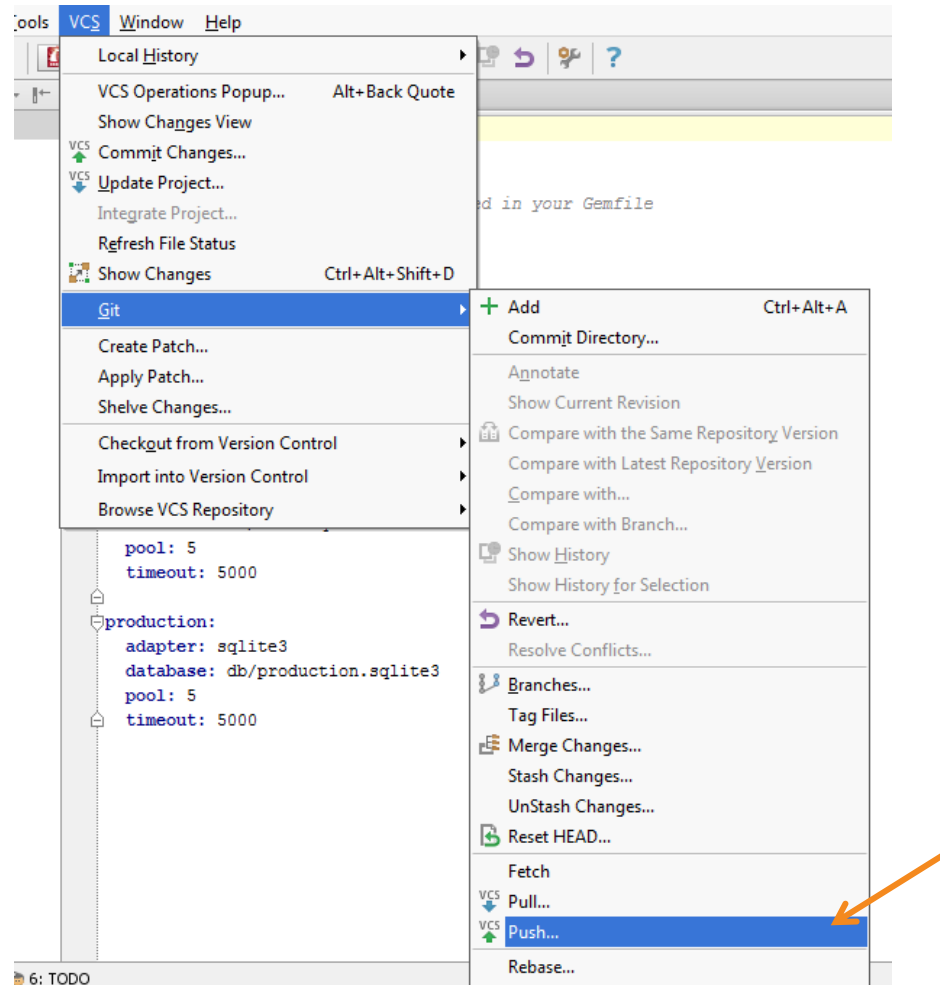 Tools VCS Window Help
Local History
VCS Operations Popup... Alt+Back Quote
Show Changes View
VCS Commit Changes...
VCS Update Project...
in your Gemfile
Integrate Project...
Refresh File Status
Show Changes Ctrl+Alt+Shift+D
Git
Create Patch...
Apply Patch...
Shelve Changes...
Checkout from Version Control
Import into Version Control
Browse VCS Repository
Add Ctrl+Alt+A
Commit Directory...
Annotate
Show Current Revision
Compare with the Same Repository Version
Compare with Latest Repository Version
Compare with...
Compare with Branch...
Show History
Show History for Selection
Revert...
Resolve Conflicts...
Branches...
Tag Files...
Merge Changes...
Stash Changes...
UnStash Changes...
Reset HEAD...
Fetch
VCS Pull...
VCS Push...
Rebase...
pool: 5
timeout: 5000
production:
adapter: sqlite3
database: db/production.sqlite3
pool: 5
timeout: 5000
6: TODO